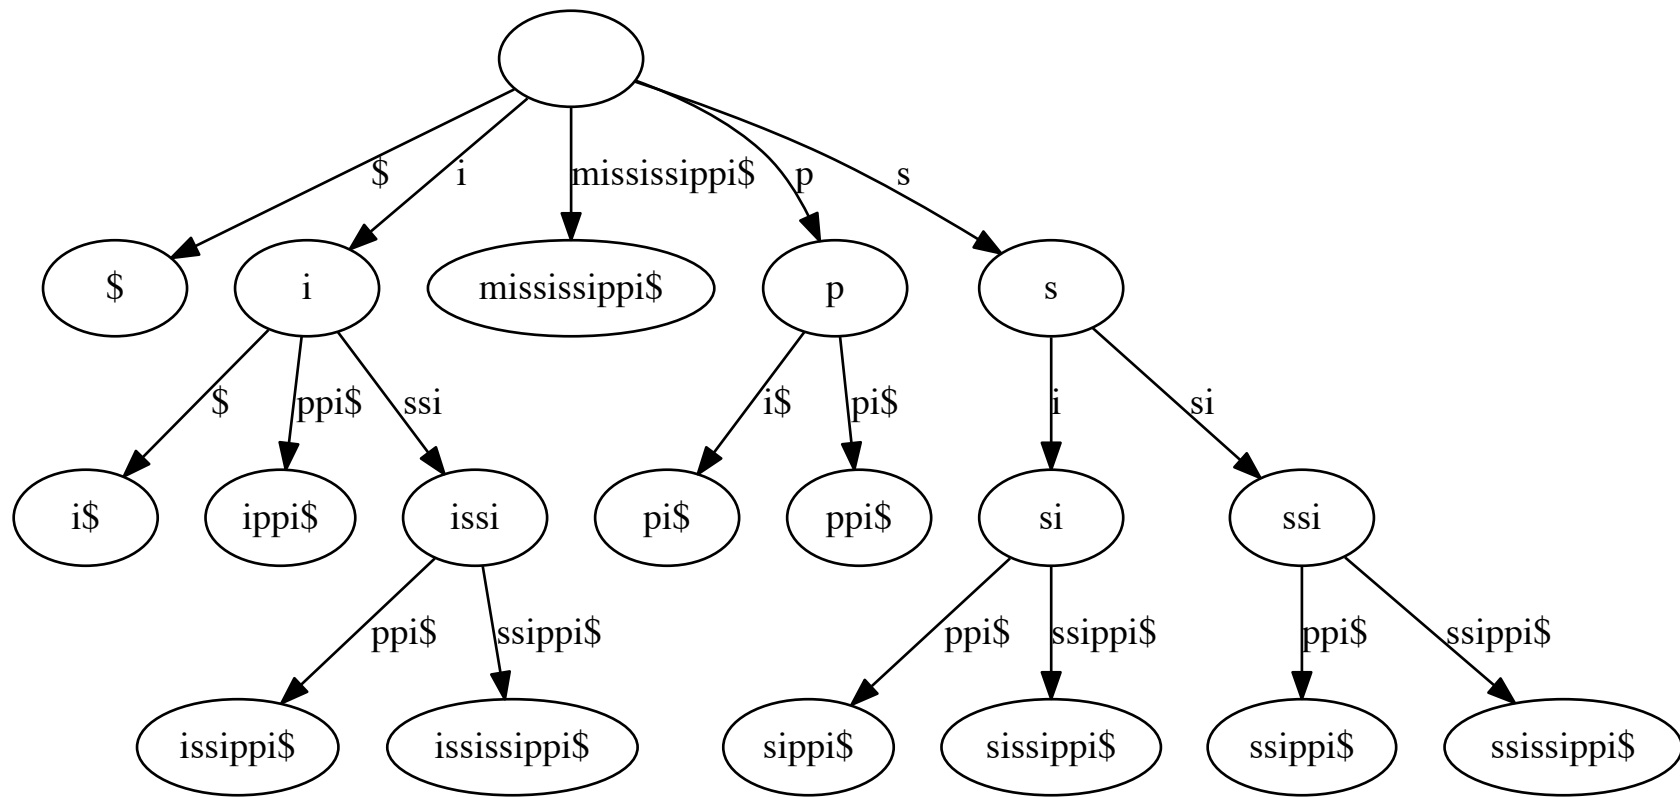 $ i mississippi$ p s
$ i mississippi$ p s
$ ppi$ ssi i$ pi$ i si
i$ ippi$ issi pi$ ppi$ si ssi
ppi$ ssippi$ ppi$ ssippi$ ppi$ ssippi$
issippi$ ississippi$ sippi$ sissippi$ ssippi$ ssissippi$